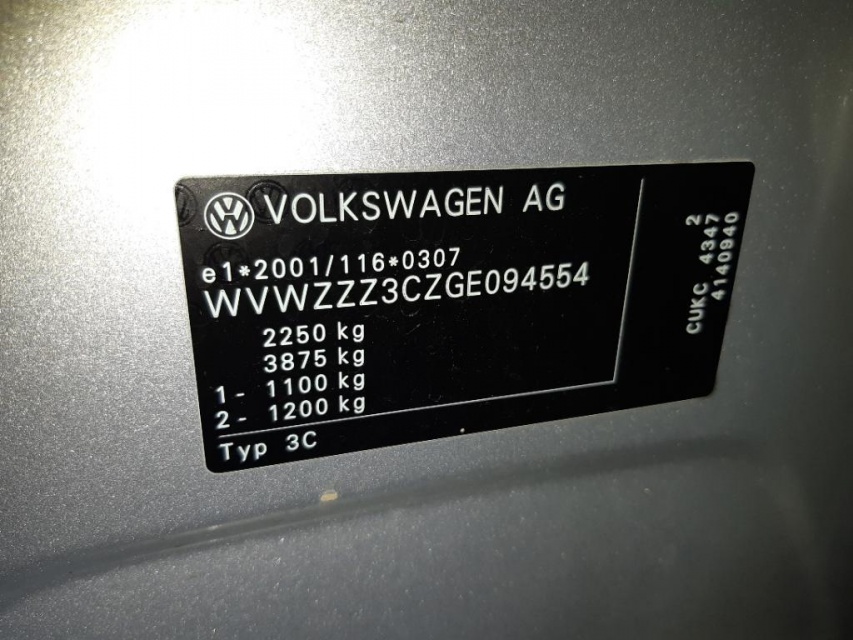 VOLKSWAGEN AG
e1*2001/116*0307
WVWZZZ3CZGE094554
2250 kg
3875 kg
1- 1100 kg
2- 1200 kg
Typ 3C
2
CUKC 4347
4140940